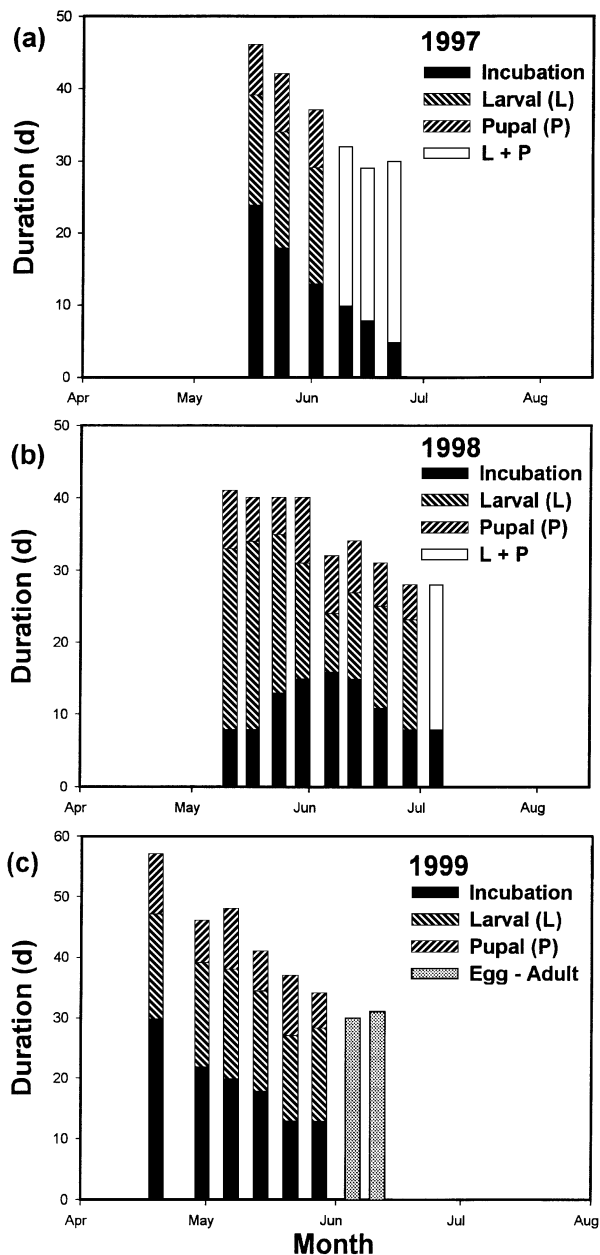 (a)
1997
Incubation
Larval (L)
Pupal (P)
L + P
Duration (d)
50
40
30
20
10
0
Apr May Jun Jul Aug
(b)
1998
Incubation
Larval (L)
Pupal (P)
L + P
Duration (d)
50
40
30
20
10
0
Apr May Jun Jul Aug
(c)
1999
Incubation
Larval (L)
Pupal (P)
Egg - Adult
Duration (d)
60
50
40
30
20
10
0
Apr May Jun Jul Aug
Month